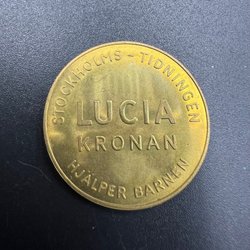 STOCKHOLMS - TIDNINGEN
LUCIA
KRONAN
HJÄLPER BARNEN